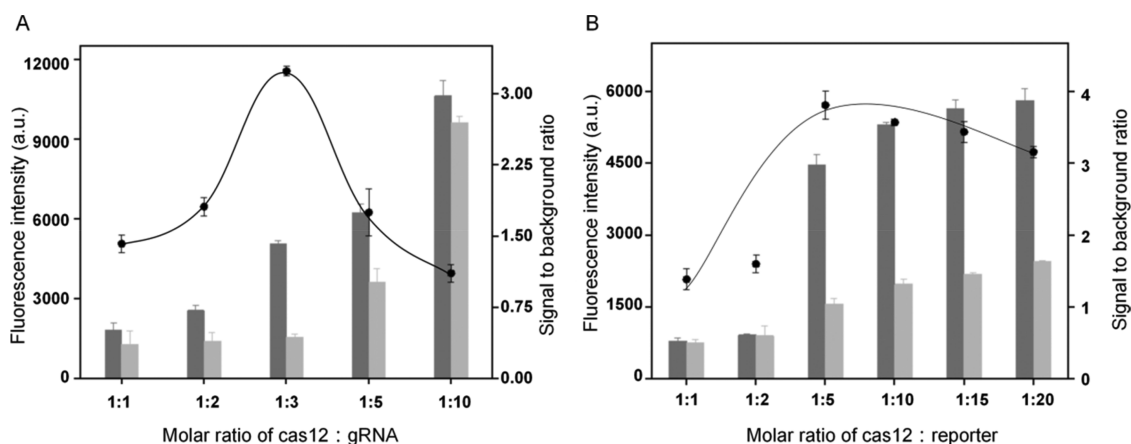 A
Fluorescence intensity (a.u.)
12000
9000
6000
3000
0
3.00
2.25
1.50
0.75
0.00
Signal to background ratio
1:1 1:2 1:3 1:5 1:10
Molar ratio of cas12 : gRNA
B
Fluorescence intensity (a.u.)
6000
4500
3000
1500
0
4
3
2
1
0
Signal to background ratio
1:1 1:2 1:5 1:10 1:15 1:20
Molar ratio of cas12 : reporter